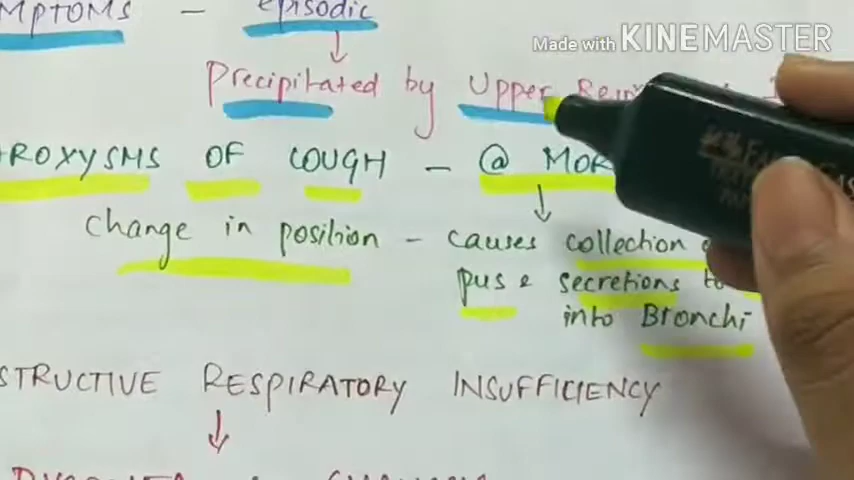 Made with KINEMASTER
MPTOMS - episodic
↓
Precipitated by Upper
ROXYSMS OF COUGH - @ MOR
↓
change in position - causes collection
pus & secretions to
into Bronchi
STRUCTIVE RESPIRATORY INSUFFICIENCY
↓